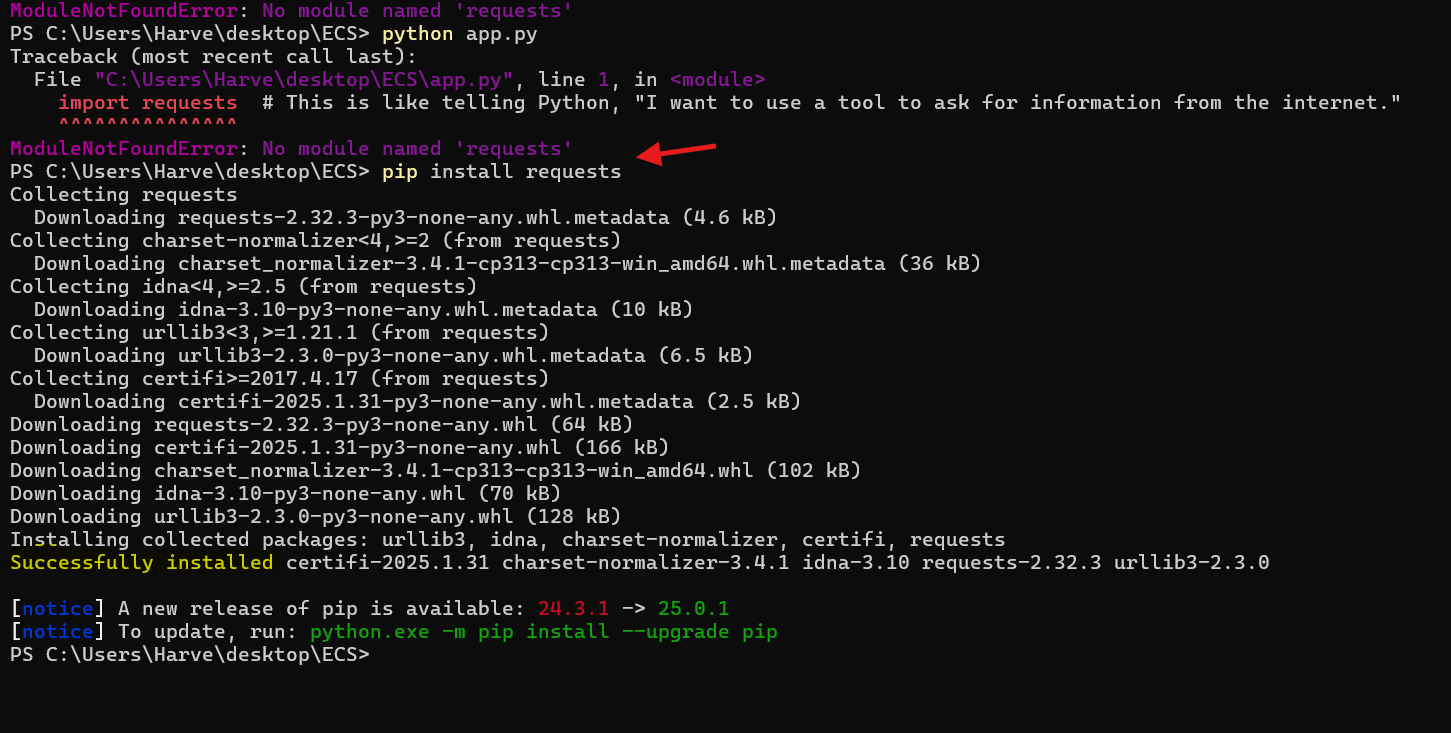 ModuleNotFoundError: No module named 'requests'
PS C:\Users\Harve\desktop\ECS> python app.py
Traceback (most recent call last):
  File "C:\Users\Harve\desktop\ECS\app.py", line 1, in <module>
    import requests  # This is like telling Python, "I want to use a tool to ask for information from the internet."
    ^^^^^^^^^^^^^^^
ModuleNotFoundError: No module named 'requests'
PS C:\Users\Harve\desktop\ECS> pip install requests
Collecting requests
  Downloading requests-2.32.3-py3-none-any.whl.metadata (4.6 kB)
Collecting charset-normalizer<4,>=2 (from requests)
  Downloading charset_normalizer-3.4.1-cp313-cp313-win_amd64.whl.metadata (36 kB)
Collecting idna<4,>=2.5 (from requests)
  Downloading idna-3.10-py3-none-any.whl.metadata (10 kB)
Collecting urllib3<3,>=1.21.1 (from requests)
  Downloading urllib3-2.3.0-py3-none-any.whl.metadata (6.5 kB)
Collecting certifi>=2017.4.17 (from requests)
  Downloading certifi-2025.1.31-py3-none-any.whl.metadata (2.5 kB)
Downloading requests-2.32.3-py3-none-any.whl (64 kB)
Downloading certifi-2025.1.31-py3-none-any.whl (166 kB)
Downloading charset_normalizer-3.4.1-cp313-cp313-win_amd64.whl (102 kB)
Downloading idna-3.10-py3-none-any.whl (70 kB)
Downloading urllib3-2.3.0-py3-none-any.whl (128 kB)
Installing collected packages: urllib3, idna, charset-normalizer, certifi, requests
Successfully installed certifi-2025.1.31 charset-normalizer-3.4.1 idna-3.10 requests-2.32.3 urllib3-2.3.0

[notice] A new release of pip is available: 24.3.1 -> 25.0.1
[notice] To update, run: python.exe -m pip install --upgrade pip
PS C:\Users\Harve\desktop\ECS>